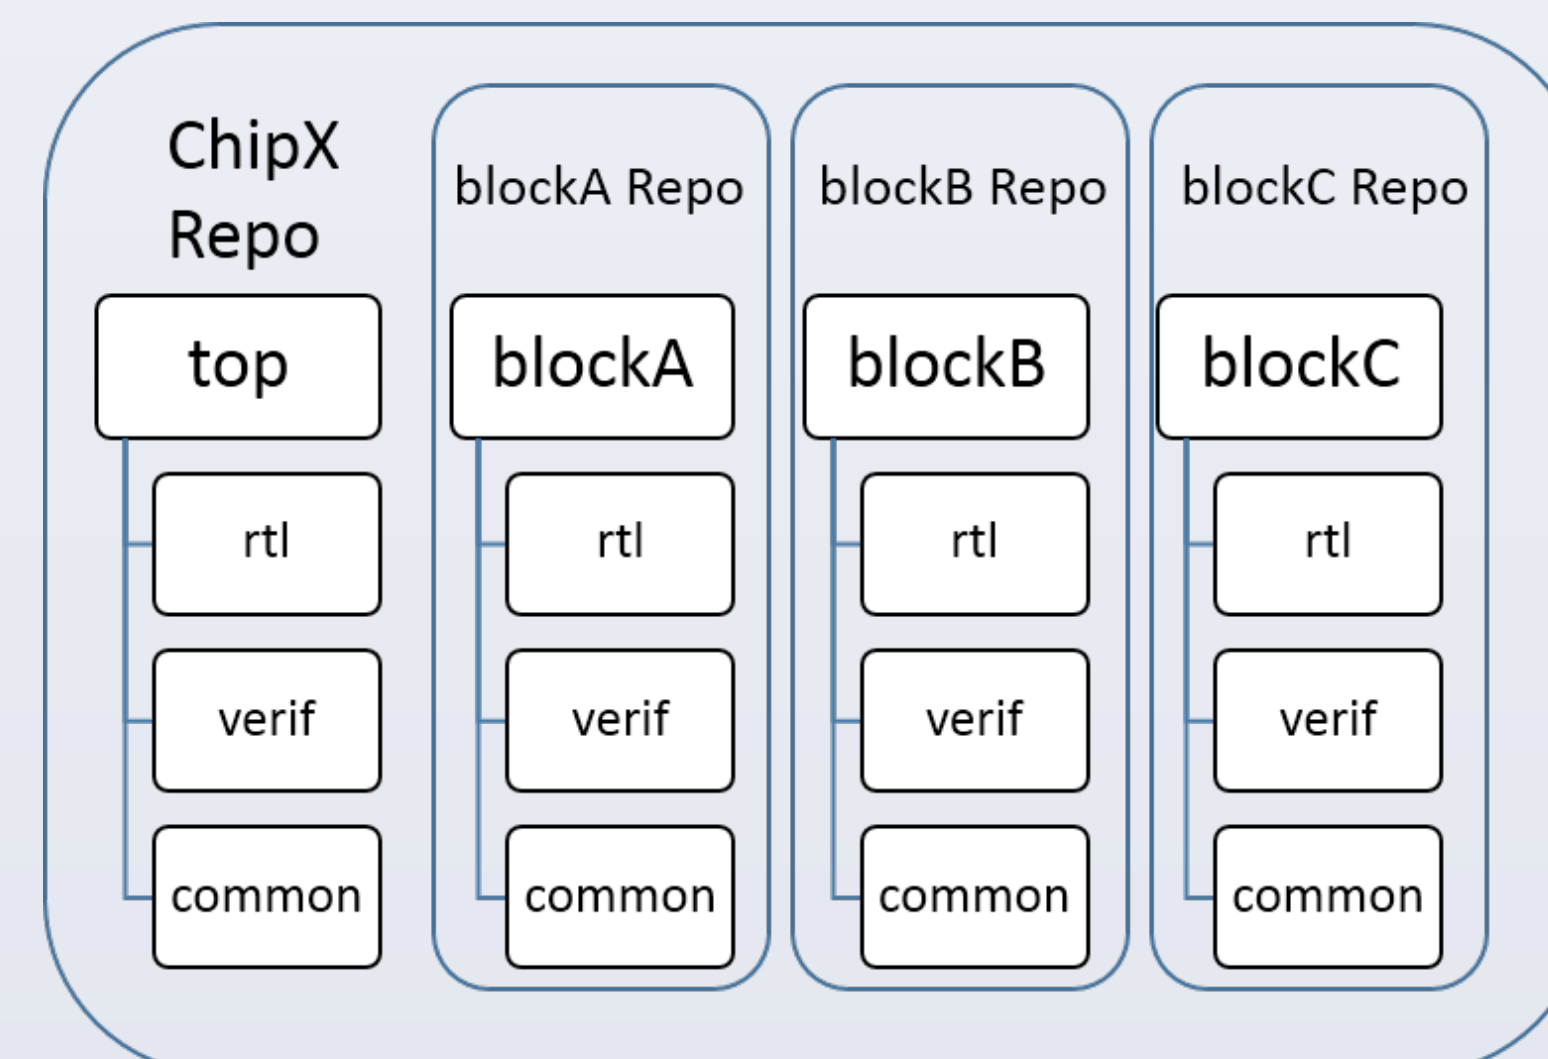 ChipX
Repo
blockA Repo
blockB Repo
blockC Repo
top
blockA
blockB
blockC
rtl
rtl
rtl
rtl
verif
verif
verif
verif
common
common
common
common